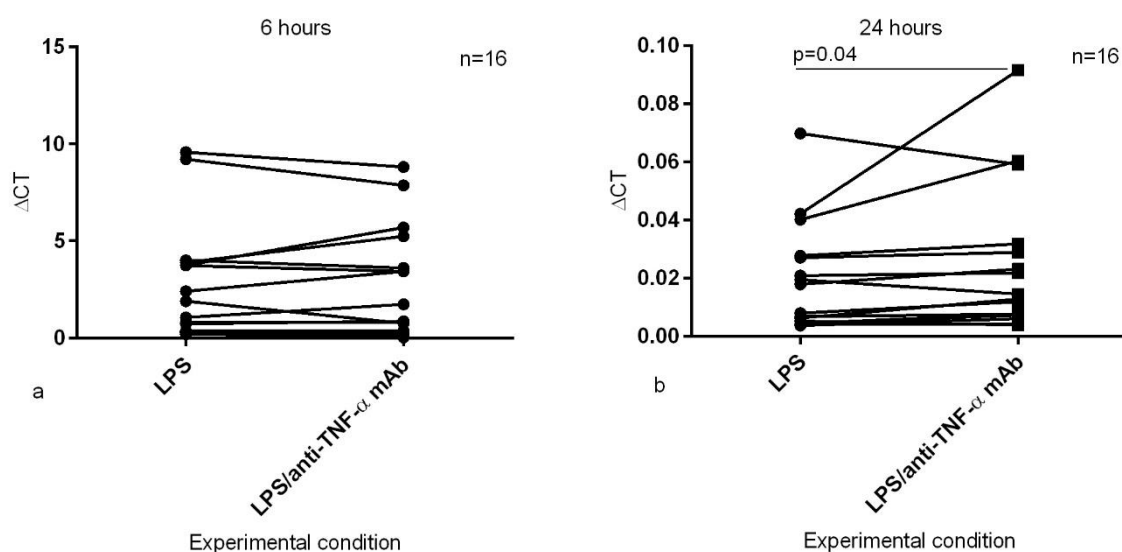 6 hours
n=16
15
10
5
0
ΔCT
LPS
LPS/anti-TNF-α mAb
a
Experimental condition
24 hours
p=0.04
n=16
0.10
0.08
0.06
0.04
0.02
0.00
ΔCT
LPS
LPS/anti-TNF-α mAb
b
Experimental condition